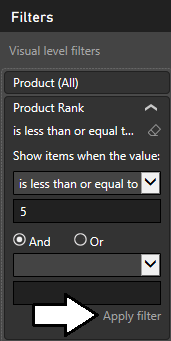 Filters
Visual level filters
Product (All)
Product Rank
is less than or equal t...
Show items when the value:
is less than or equal to
5
And Or
Apply filter